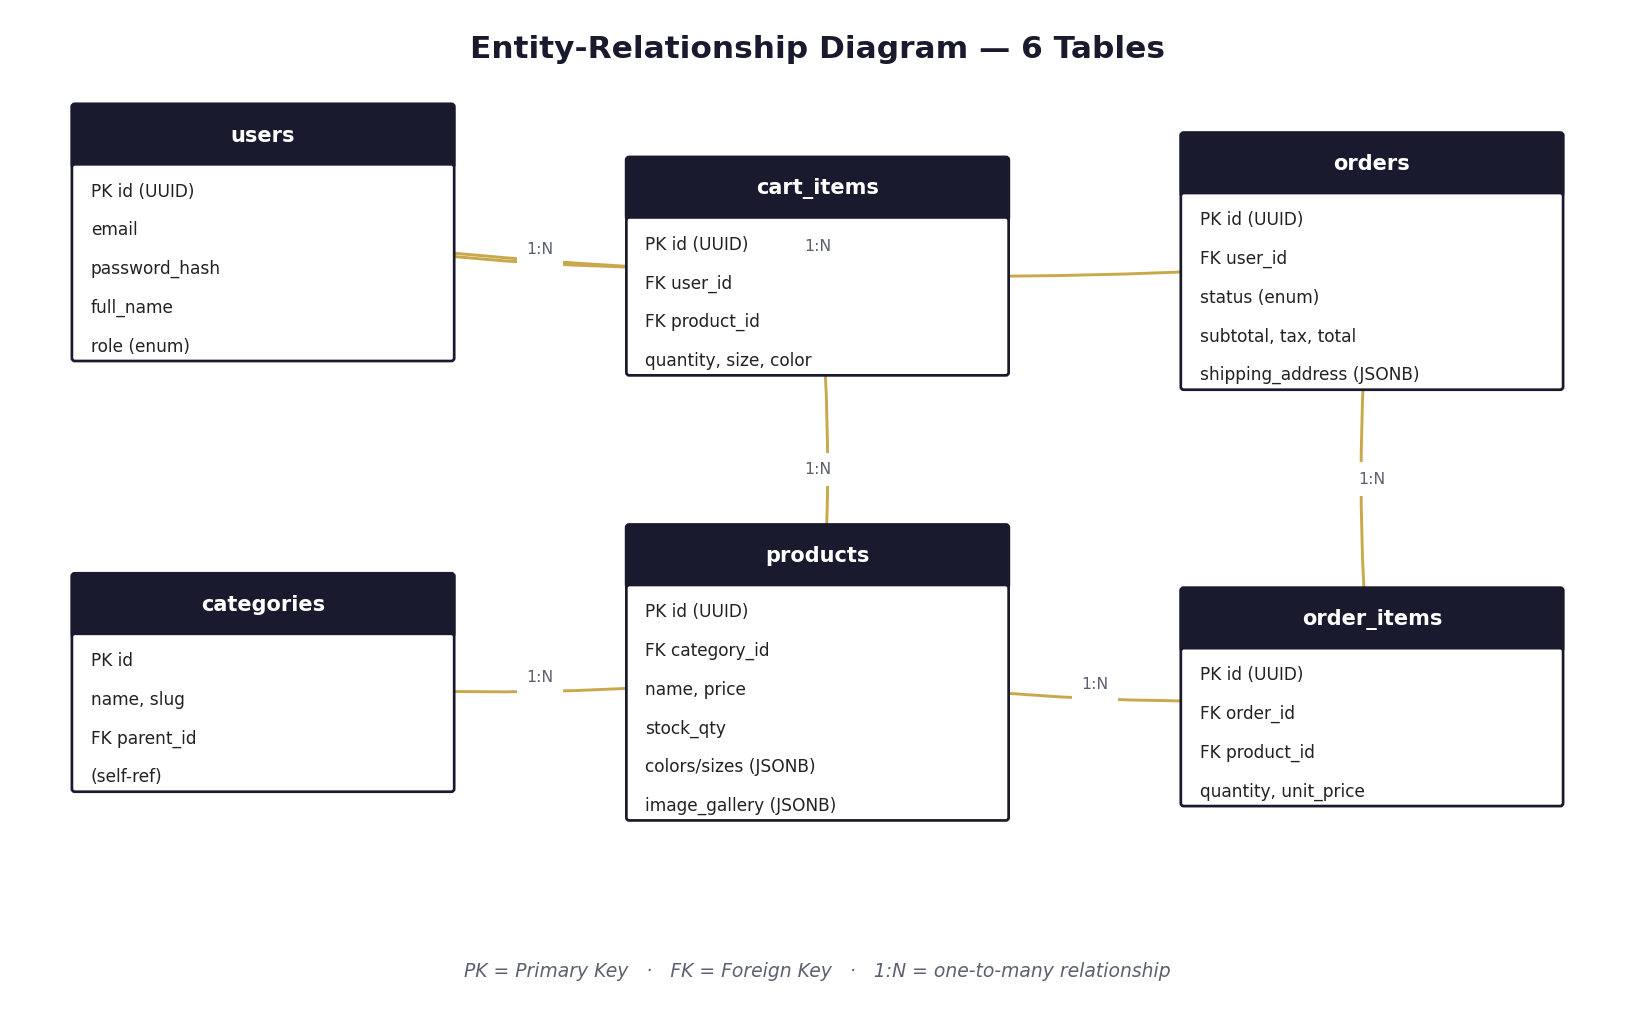 Entity-Relationship Diagram — 6 Tables
users
PK id (UUID)
email
password_hash
full_name
role (enum)
1:N
cart_items
PK id (UUID)
1:N
FK user_id
FK product_id
quantity, size, color
orders
PK id (UUID)
FK user_id
status (enum)
subtotal, tax, total
shipping_address (JSONB)
1:N
1:N
categories
PK id
name, slug
FK parent_id
(self-ref)
1:N
products
PK id (UUID)
FK category_id
name, price
stock_qty
colors/sizes (JSONB)
image_gallery (JSONB)
1:N
order_items
PK id (UUID)
FK order_id
FK product_id
quantity, unit_price
PK = Primary Key · FK = Foreign Key · 1:N = one-to-many relationship